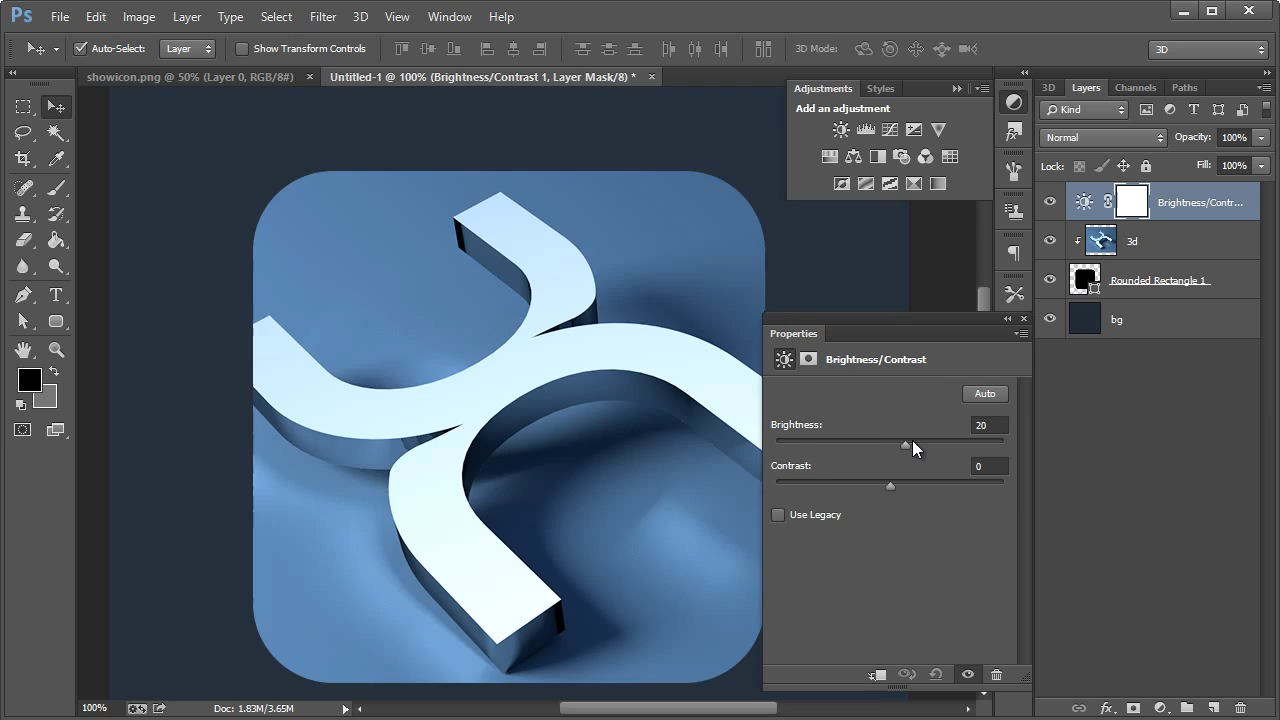 Ps File Edit Image Layer Type Select Filter 3D View Window Help
Auto-Select: Layer Show Transform Controls 3D Mode: 3D
showicon.png @ 50% (Layer 0, RGB/8#) Untitled-1 @ 100% (Brightness/Contrast 1, Layer Mask/8) *
Adjustments Styles
Add an adjustment
3D Layers Channels Paths
Kind
Normal Opacity: 100%
Lock: Fill: 100%
Brightness/Contr...
3d
Rounded Rectangle 1
bg
Properties
Brightness/Contrast
Auto
Brightness: 20
Contrast: 0
Use Legacy
T
100% Doc: 1.83M/3.65M
fx